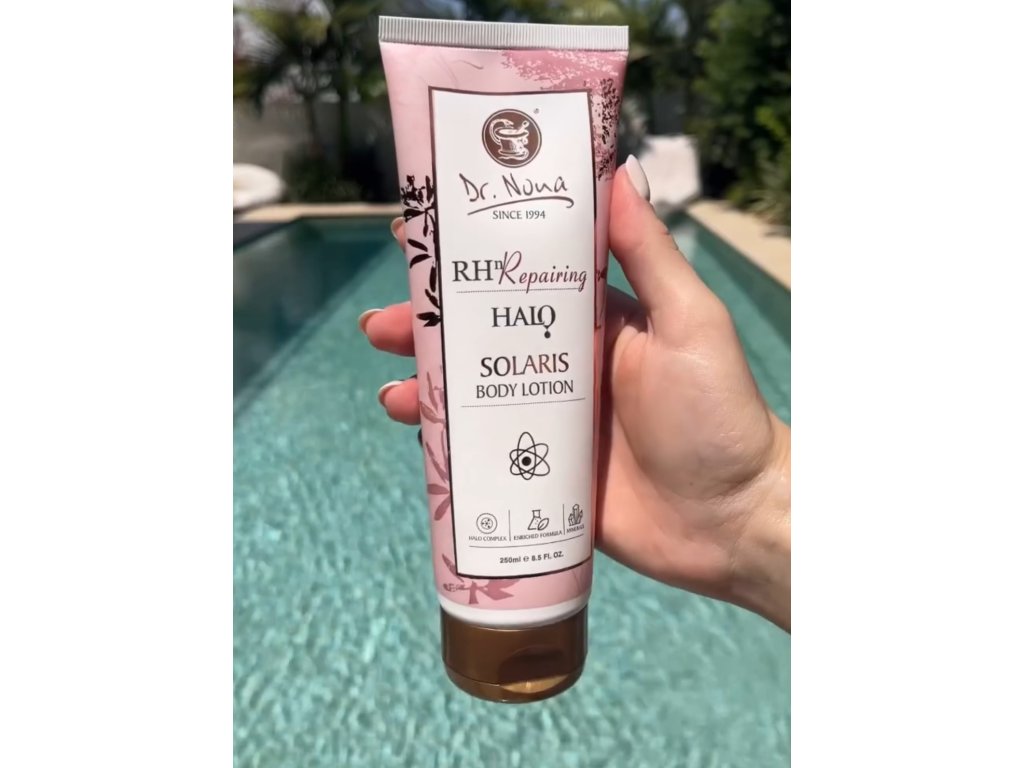 ®
Dr. Nona
SINCE 1994
RHⁿ Repairing
HALO
SOLARIS
BODY LOTION
HALO COMPLEX
ENRICHED FORMULA
MINERALS
250ml ℮ 8.5 FL. OZ.